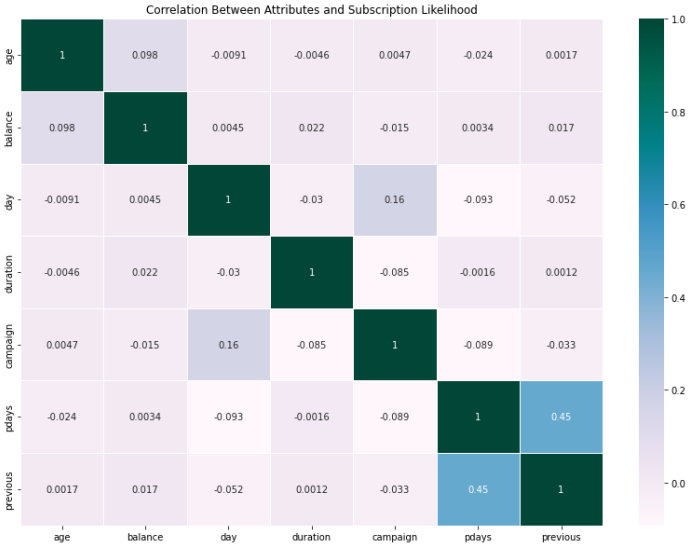 Correlation Between Attributes and Subscription Likelihood
age 1 0.098 -0.0091 -0.0046 0.0047 -0.024 0.0017
balance 0.098 1 0.0045 0.022 -0.015 0.0034 0.017
day -0.0091 0.0045 1 -0.03 0.16 -0.093 -0.052
duration -0.0046 0.022 -0.03 1 -0.085 -0.0016 0.0012
campaign 0.0047 -0.015 0.16 -0.085 1 -0.089 -0.033
pdays -0.024 0.0034 -0.093 -0.0016 -0.089 1 0.45
previous 0.0017 0.017 -0.052 0.0012 -0.033 0.45 1
age balance day duration campaign pdays previous
1.0
0.8
0.6
0.4
0.2
0.0